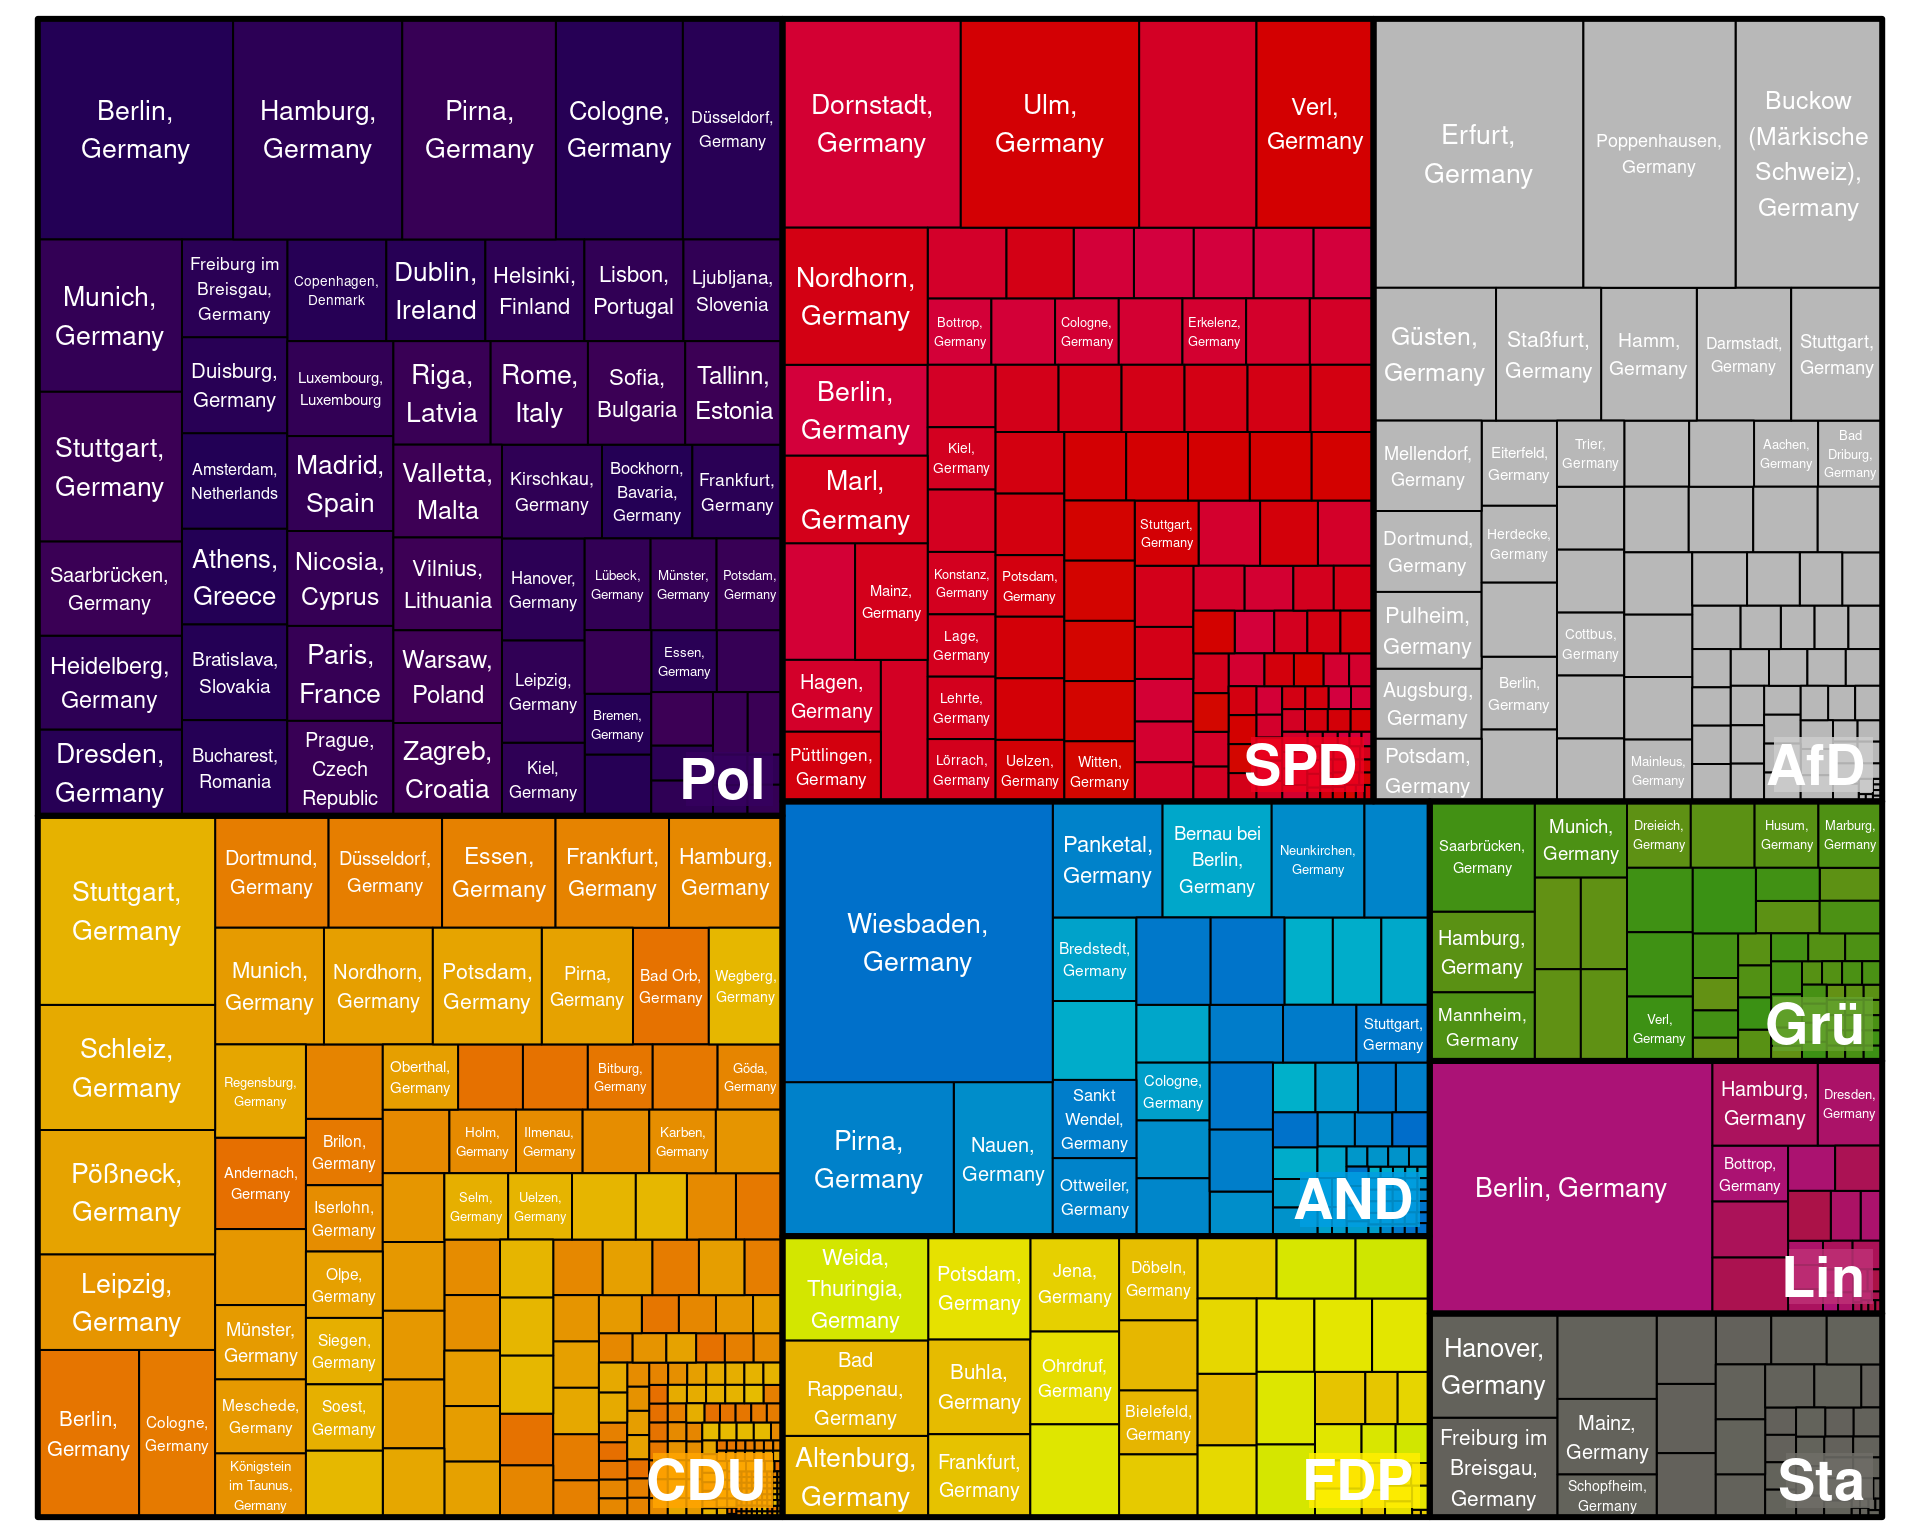 Berlin,
Germany
Hamburg,
Germany
Pirna,
Germany
Cologne,
Germany
Düsseldorf,
Germany
Munich,
Germany
Freiburg im
Breisgau,
Germany
Copenhagen,
Denmark
Dublin,
Ireland
Helsinki,
Finland
Lisbon,
Portugal
Ljubljana,
Slovenia
Duisburg,
Germany
Luxembourg,
Luxembourg
Riga,
Latvia
Rome,
Italy
Sofia,
Bulgaria
Tallinn,
Estonia
Stuttgart,
Germany
Amsterdam,
Netherlands
Madrid,
Spain
Valletta,
Malta
Kirschkau,
Germany
Bockhorn,
Bavaria,
Germany
Frankfurt,
Germany
Saarbrücken,
Germany
Athens,
Greece
Nicosia,
Cyprus
Vilnius,
Lithuania
Hanover,
Germany
Lübeck,
Germany
Münster,
Germany
Potsdam,
Germany
Heidelberg,
Germany
Bratislava,
Slovakia
Paris,
France
Warsaw,
Poland
Leipzig,
Germany
Essen,
Germany
Bremen,
Germany
Dresden,
Germany
Bucharest,
Romania
Prague,
Czech
Republic
Zagreb,
Croatia
Kiel,
Germany
Pol
Dornstadt,
Germany
Ulm,
Germany
Verl,
Germany
Nordhorn,
Germany
Bottrop,
Germany
Cologne,
Germany
Erkelenz,
Germany
Berlin,
Germany
Kiel,
Germany
Marl,
Germany
Stuttgart,
Germany
Mainz,
Germany
Konstanz,
Germany
Potsdam,
Germany
Lage,
Germany
Hagen,
Germany
Lehrte,
Germany
Püttlingen,
Germany
Lörrach,
Germany
Uelzen,
Germany
Witten,
Germany
SPD
Erfurt,
Germany
Poppenhausen,
Germany
Buckow
(Märkische
Schweiz),
Germany
Güsten,
Germany
Staßfurt,
Germany
Hamm,
Germany
Darmstadt,
Germany
Stuttgart,
Germany
Mellendorf,
Germany
Eiterfeld,
Germany
Trier,
Germany
Aachen,
Germany
Bad
Driburg,
Germany
Dortmund,
Germany
Herdecke,
Germany
Pulheim,
Germany
Cottbus,
Germany
Augsburg,
Germany
Berlin,
Germany
Potsdam,
Germany
Mainleus,
Germany
AfD
Stuttgart,
Germany
Dortmund,
Germany
Düsseldorf,
Germany
Essen,
Germany
Frankfurt,
Germany
Hamburg,
Germany
Munich,
Germany
Nordhorn,
Germany
Potsdam,
Germany
Pirna,
Germany
Bad Orb,
Germany
Wegberg,
Germany
Schleiz,
Germany
Regensburg,
Germany
Oberthal,
Germany
Bitburg,
Germany
Göda,
Germany
Pößneck,
Germany
Andernach,
Germany
Brilon,
Germany
Holm,
Germany
Ilmenau,
Germany
Karben,
Germany
Iserlohn,
Germany
Selm,
Germany
Uelzen,
Germany
Leipzig,
Germany
Olpe,
Germany
Münster,
Germany
Siegen,
Germany
Berlin,
Germany
Cologne,
Germany
Meschede,
Germany
Soest,
Germany
Königstein
im Taunus,
Germany
CDU
Wiesbaden,
Germany
Panketal,
Germany
Bernau bei
Berlin,
Germany
Neunkirchen,
Germany
Bredstedt,
Germany
Stuttgart,
Germany
Pirna,
Germany
Nauen,
Germany
Sankt
Wendel,
Germany
Cologne,
Germany
Ottweiler,
Germany
AND
Weida,
Thuringia,
Germany
Potsdam,
Germany
Jena,
Germany
Döbeln,
Germany
Bad
Rappenau,
Germany
Buhla,
Germany
Ohrdruf,
Germany
Bielefeld,
Germany
Altenburg,
Germany
Frankfurt,
Germany
FDP
Saarbrücken,
Germany
Munich,
Germany
Dreieich,
Germany
Husum,
Germany
Marburg,
Germany
Hamburg,
Germany
Mannheim,
Germany
Verl,
Germany
Grü
Berlin, Germany
Hamburg,
Germany
Dresden,
Germany
Bottrop,
Germany
Lin
Hanover,
Germany
Mainz,
Germany
Freiburg im
Breisgau,
Germany
Schopfheim,
Germany
Sta